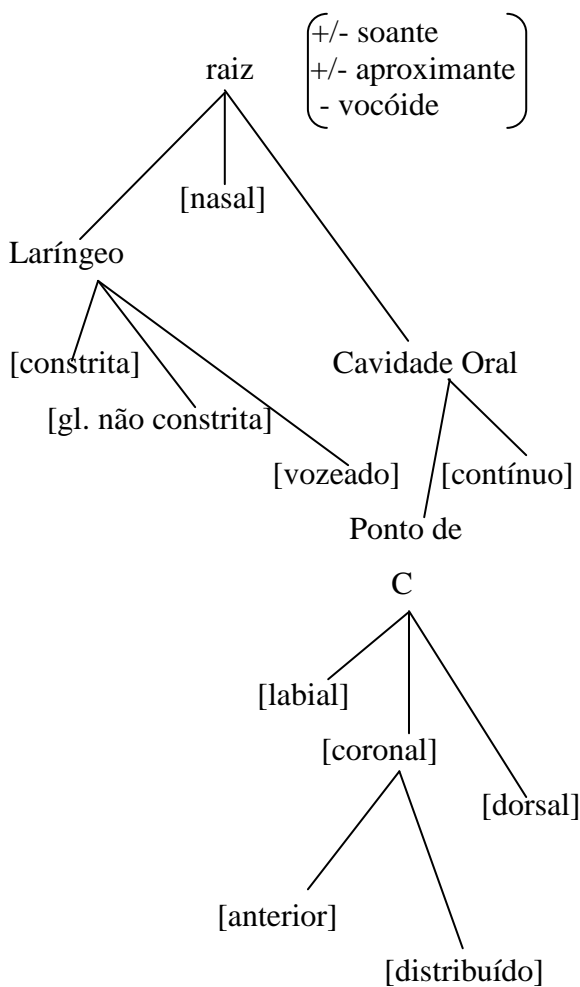 +/- soante
raiz
+/- aproximante
- vocóide
[nasal]
Laríngeo
[constrita]
Cavidade Oral
[gl. não constrita]
[vozeado]
[contínuo]
Ponto de
C
[labial]
[coronal]
[dorsal]
[anterior]
[distribuído]